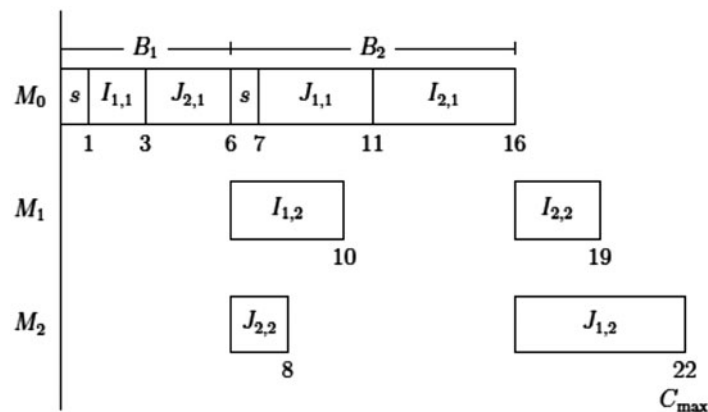 B₁ B₂
M₀ s I₁,₁ J₂,₁ s J₁,₁ I₂,₁
1 3 6 7 11 16
M₁ I₁,₂ I₂,₂
10 19
M₂ J₂,₂ J₁,₂
8 22
C_max